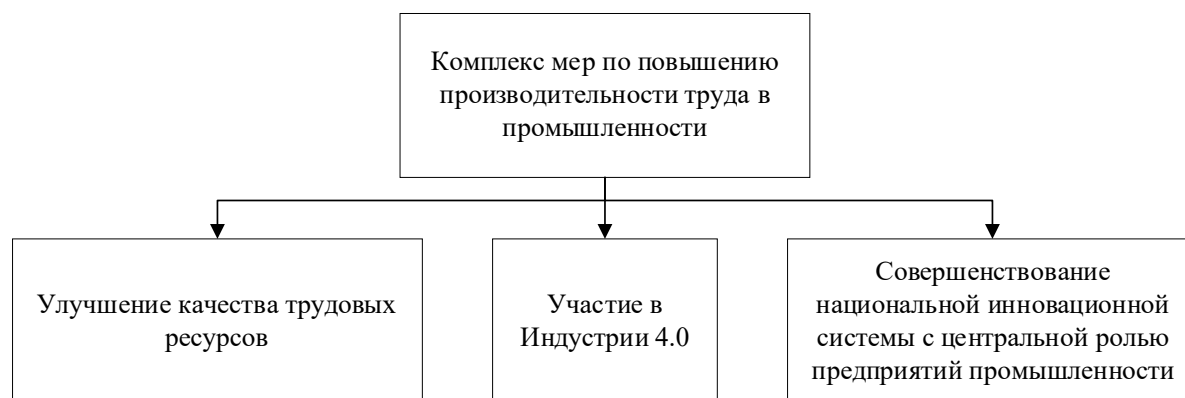 Комплекс мер по повышению
производительности труда в
промышленности
Улучшение качества трудовых
ресурсов
Участие в
Индустрии 4.0
Совершенствование
национальной инновационной
системы с центральной ролью
предприятий промышленности